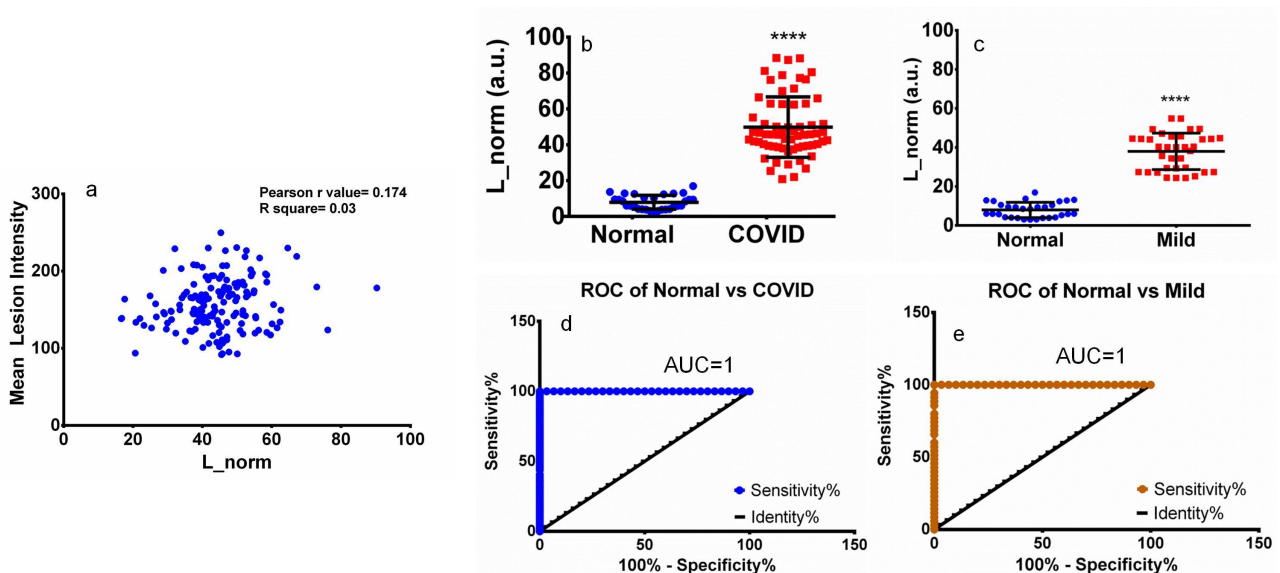 a
Pearson r value= 0.174
R square= 0.03
Mean Lesion Intensity
300
200
100
0
0 20 40 60 80 100
L_norm
b
****
L_norm (a.u.)
100
80
60
40
20
0
Normal COVID
c
****
L_norm (a.u.)
100
80
60
40
20
0
Normal Mild
ROC of Normal vs COVID
d
AUC=1
Sensitivity%
150
100
50
0
Sensitivity%
Identity%
0 50 100 150
100% - Specificity%
ROC of Normal vs Mild
e
AUC=1
Sensitivity%
150
100
50
0
Sensitivity%
Identity%
0 50 100 150
100% - Specificity%